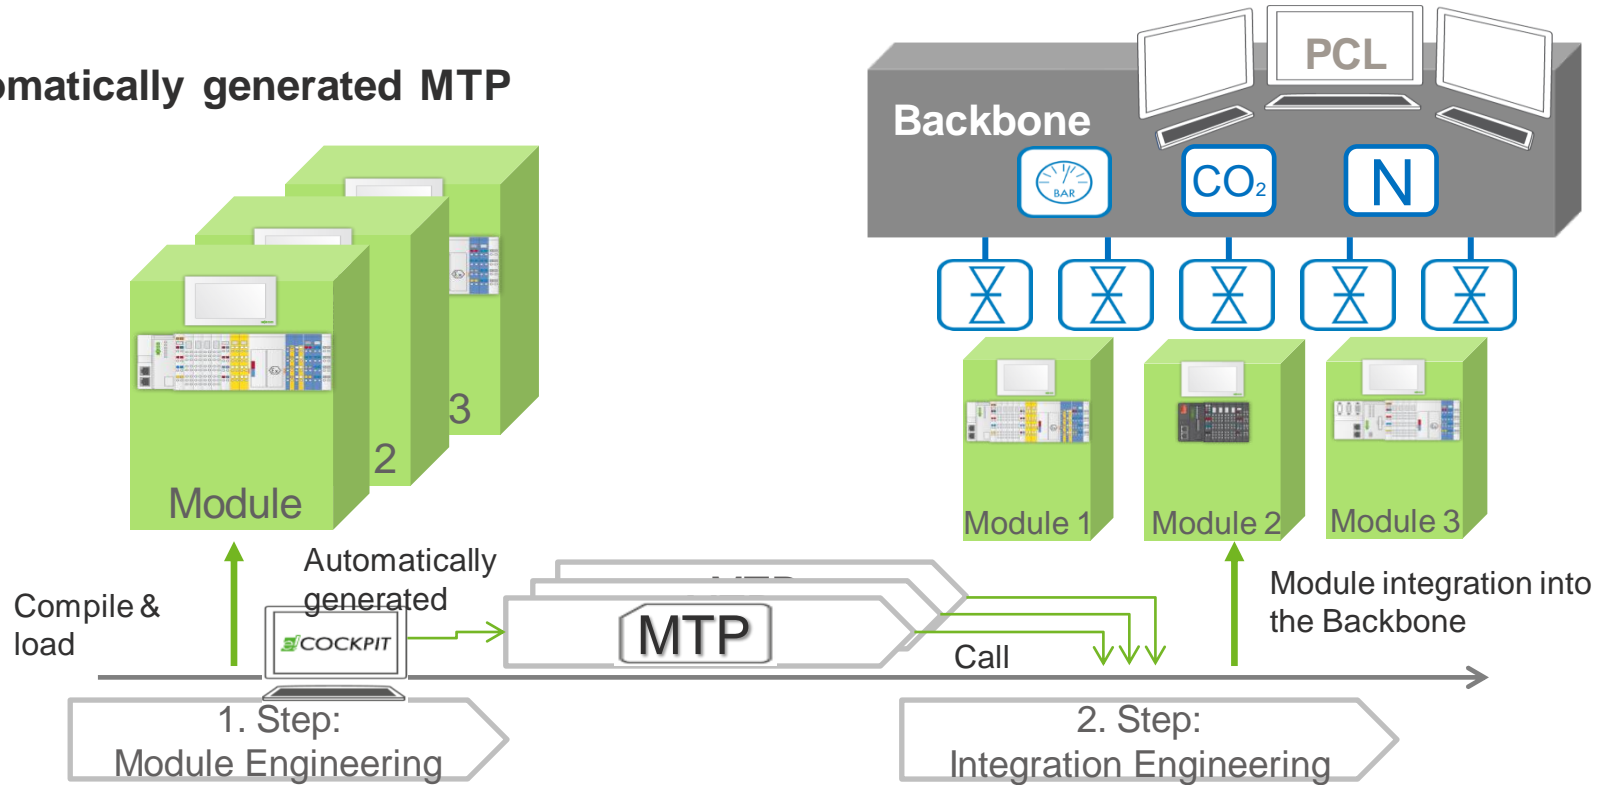 omatically generated MTP
PCL
Backbone
BAR
CO₂
N
3
2
Module
Module 1
Module 2
Module 3
Automatically
generated
Compile &
load
e!COCKPIT
MTP
Call
Module integration into
the Backbone
1. Step:
Module Engineering
2. Step:
Integration Engineering